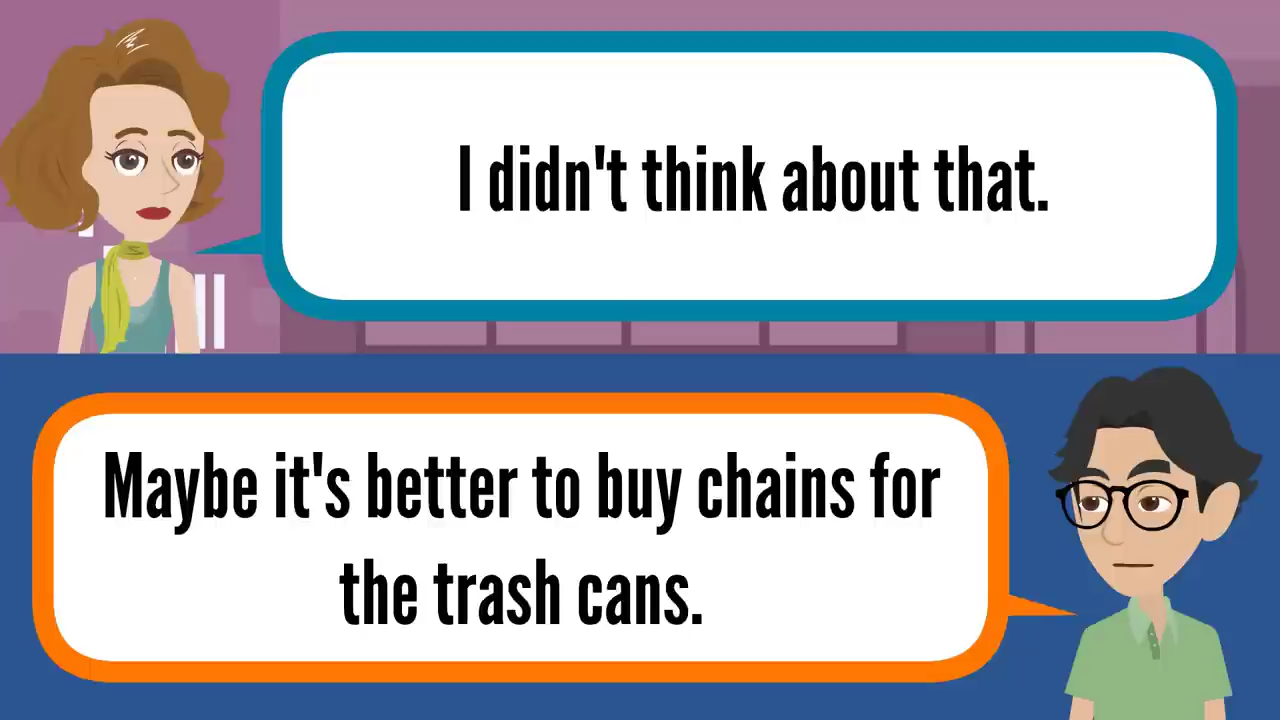 I didn't think about that.
Maybe it's better to buy chains for
the trash cans.